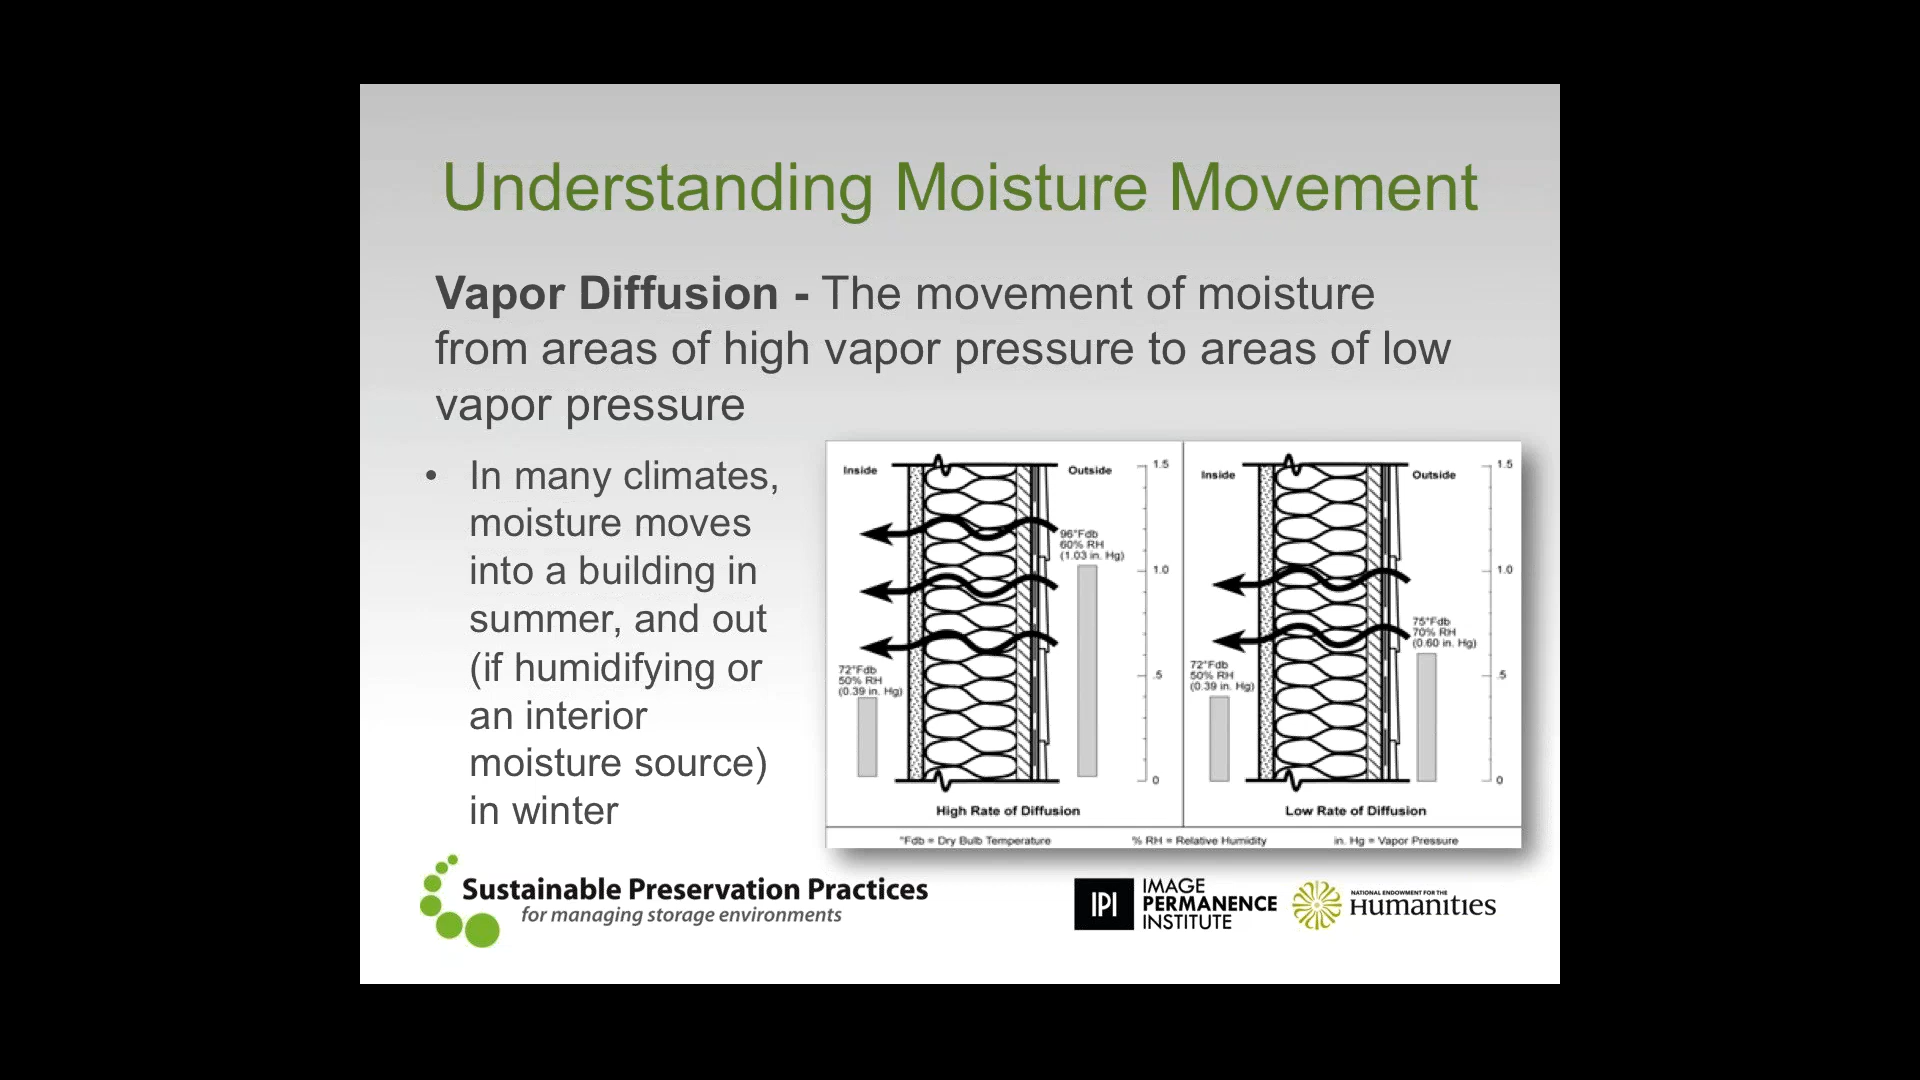 Understanding Moisture Movement
Vapor Diffusion - The movement of moisture
from areas of high vapor pressure to areas of low
vapor pressure
• In many climates,
moisture moves
into a building in
summer, and out
(if humidifying or
an interior
moisture source)
in winter
Inside
Outside
1.5
1.0
.5
0
96°Fdb
60% RH
(1.03 in. Hg)
72°Fdb
50% RH
(0.39 in. Hg)
High Rate of Diffusion
Inside
Outside
1.5
1.0
.5
0
75°Fdb
70% RH
(0.60 in. Hg)
72°Fdb
50% RH
(0.39 in. Hg)
Low Rate of Diffusion
°Fdb = Dry Bulb Temperature
% RH = Relative Humidity
in. Hg = Vapor Pressure
Sustainable Preservation Practices
for managing storage environments
IPI
IMAGE
PERMANENCE
INSTITUTE
NATIONAL ENDOWMENT FOR THE
Humanities